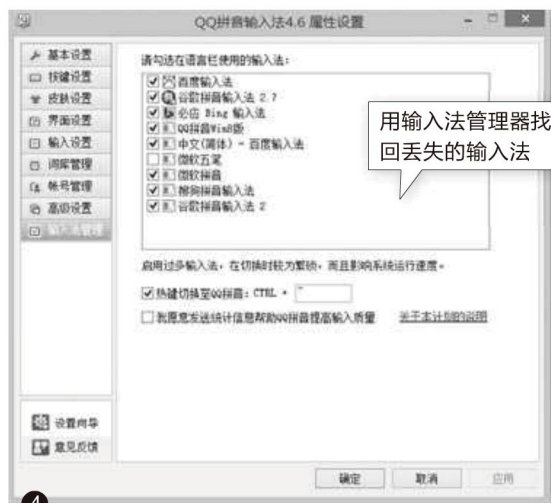 QQ拼音输入法4.6 属性设置
基本设置
按键设置
皮肤设置
界面设置
输入设置
词库管理
帐号管理
高级设置
输入法管理
请勾选在语言栏使用的输入法:
百度输入法
谷歌拼音输入法 2.7
必应 Bing 输入法
QQ拼音Win8版
中文(简体) - 百度输入法
微软五笔
微软拼音
搜狗拼音输入法
谷歌拼音输入法 2
用输入法管理器找
回丢失的输入法
启用过多输入法,在切换时较为繁琐,而且影响系统运行速度。
热键切换至QQ拼音: CTRL +
我愿意发送统计信息帮助QQ拼音提高输入质量 关于本计划的说明
设置向导
意见反馈
确定 取消 应用
4